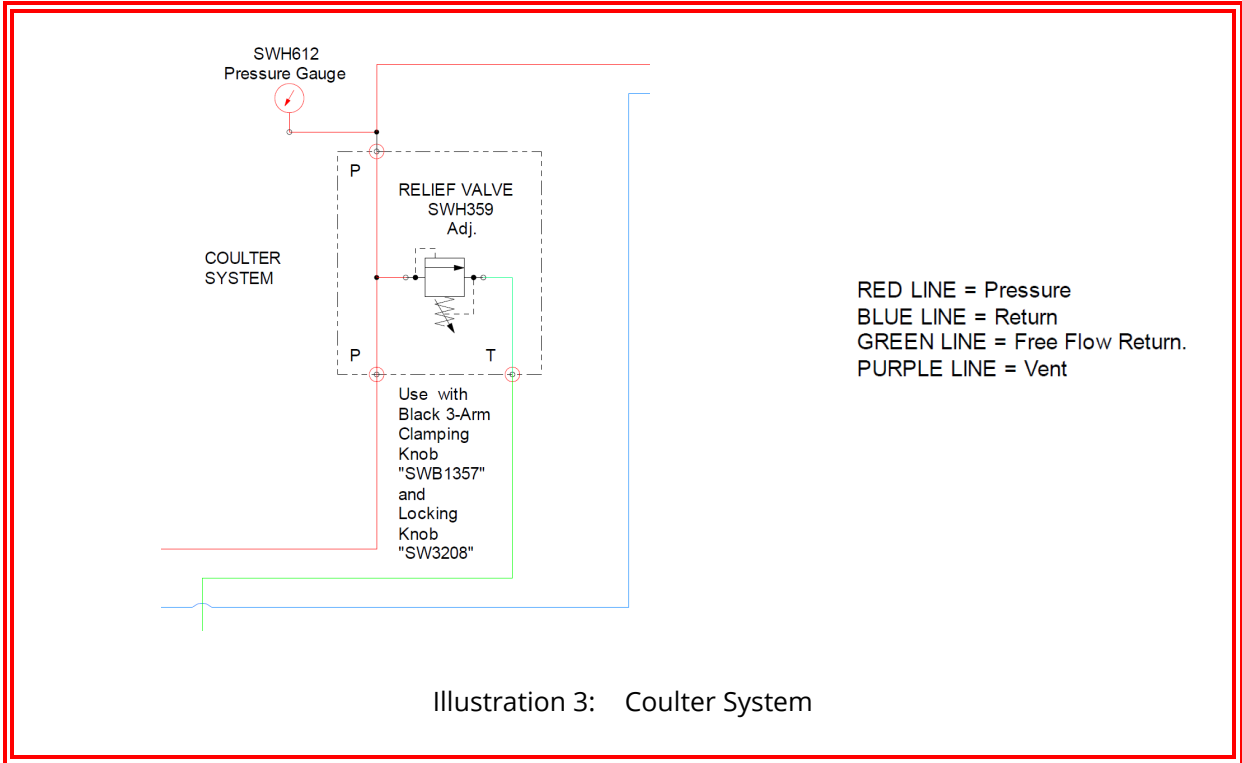 SWH612
Pressure Gauge
P
RELIEF VALVE
SWH359
Adj.
COULTER
SYSTEM
P
T
Use with
Black 3-Arm
Clamping
Knob
"SWB1357"
and
Locking
Knob
"SW3208"
RED LINE = Pressure
BLUE LINE = Return
GREEN LINE = Free Flow Return.
PURPLE LINE = Vent
Illustration 3: Coulter System